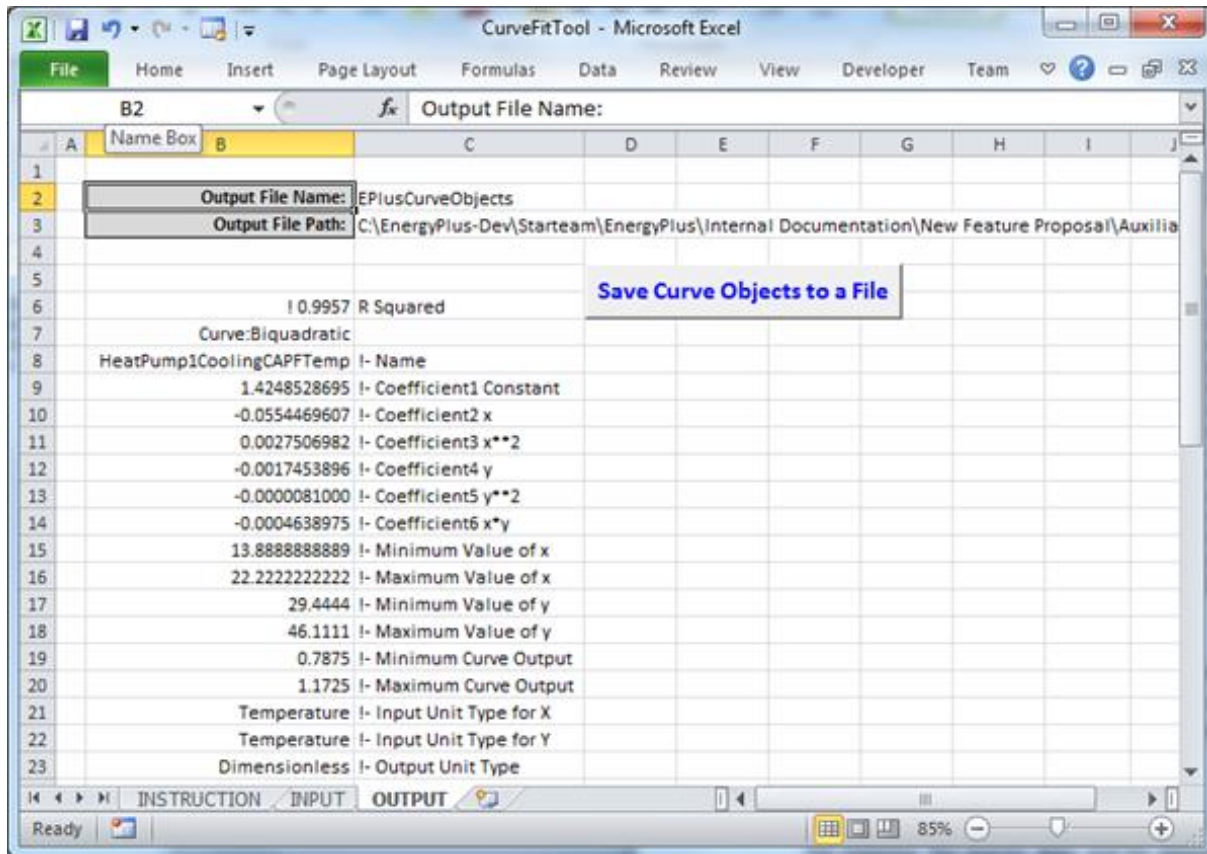 CurveFitTool - Microsoft Excel
File Home Insert Page Layout Formulas Data Review View Developer Team
B2 fx Output File Name:
Name Box
A B C D E F G H I J
1
2 Output File Name: EPlusCurveObjects
3 Output File Path: C:\EnergyPlus-Dev\Starteam\EnergyPlus\Internal Documentation\New Feature Proposal\Auxilia
4
5
Save Curve Objects to a File
6 ! 0.9957 R Squared
7 Curve:Biquadratic
8 HeatPump1CoolingCAPFTemp !- Name
9 1.4248528695 !- Coefficient1 Constant
10 -0.0554469607 !- Coefficient2 x
11 0.0027506982 !- Coefficient3 x**2
12 -0.0017453896 !- Coefficient4 y
13 -0.0000081000 !- Coefficient5 y**2
14 -0.0004638975 !- Coefficient6 x*y
15 13.8888888889 !- Minimum Value of x
16 22.2222222222 !- Maximum Value of x
17 29.4444 !- Minimum Value of y
18 46.1111 !- Maximum Value of y
19 0.7875 !- Minimum Curve Output
20 1.1725 !- Maximum Curve Output
21 Temperature !- Input Unit Type for X
22 Temperature !- Input Unit Type for Y
23 Dimensionless !- Output Unit Type
INSTRUCTION INPUT OUTPUT
Ready 85%